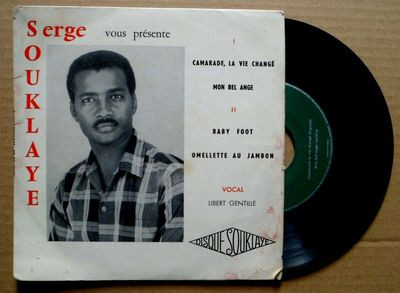 Serge
SOUKLAYE
vous présente
I
CAMARADE, LA VIE CHANGÉ
MON BEL ANGE
II
BABY FOOT
OMELLETTE AU JAMBON
VOCAL
LIBERT GENTILLE
DISQUE SOUKLAYE